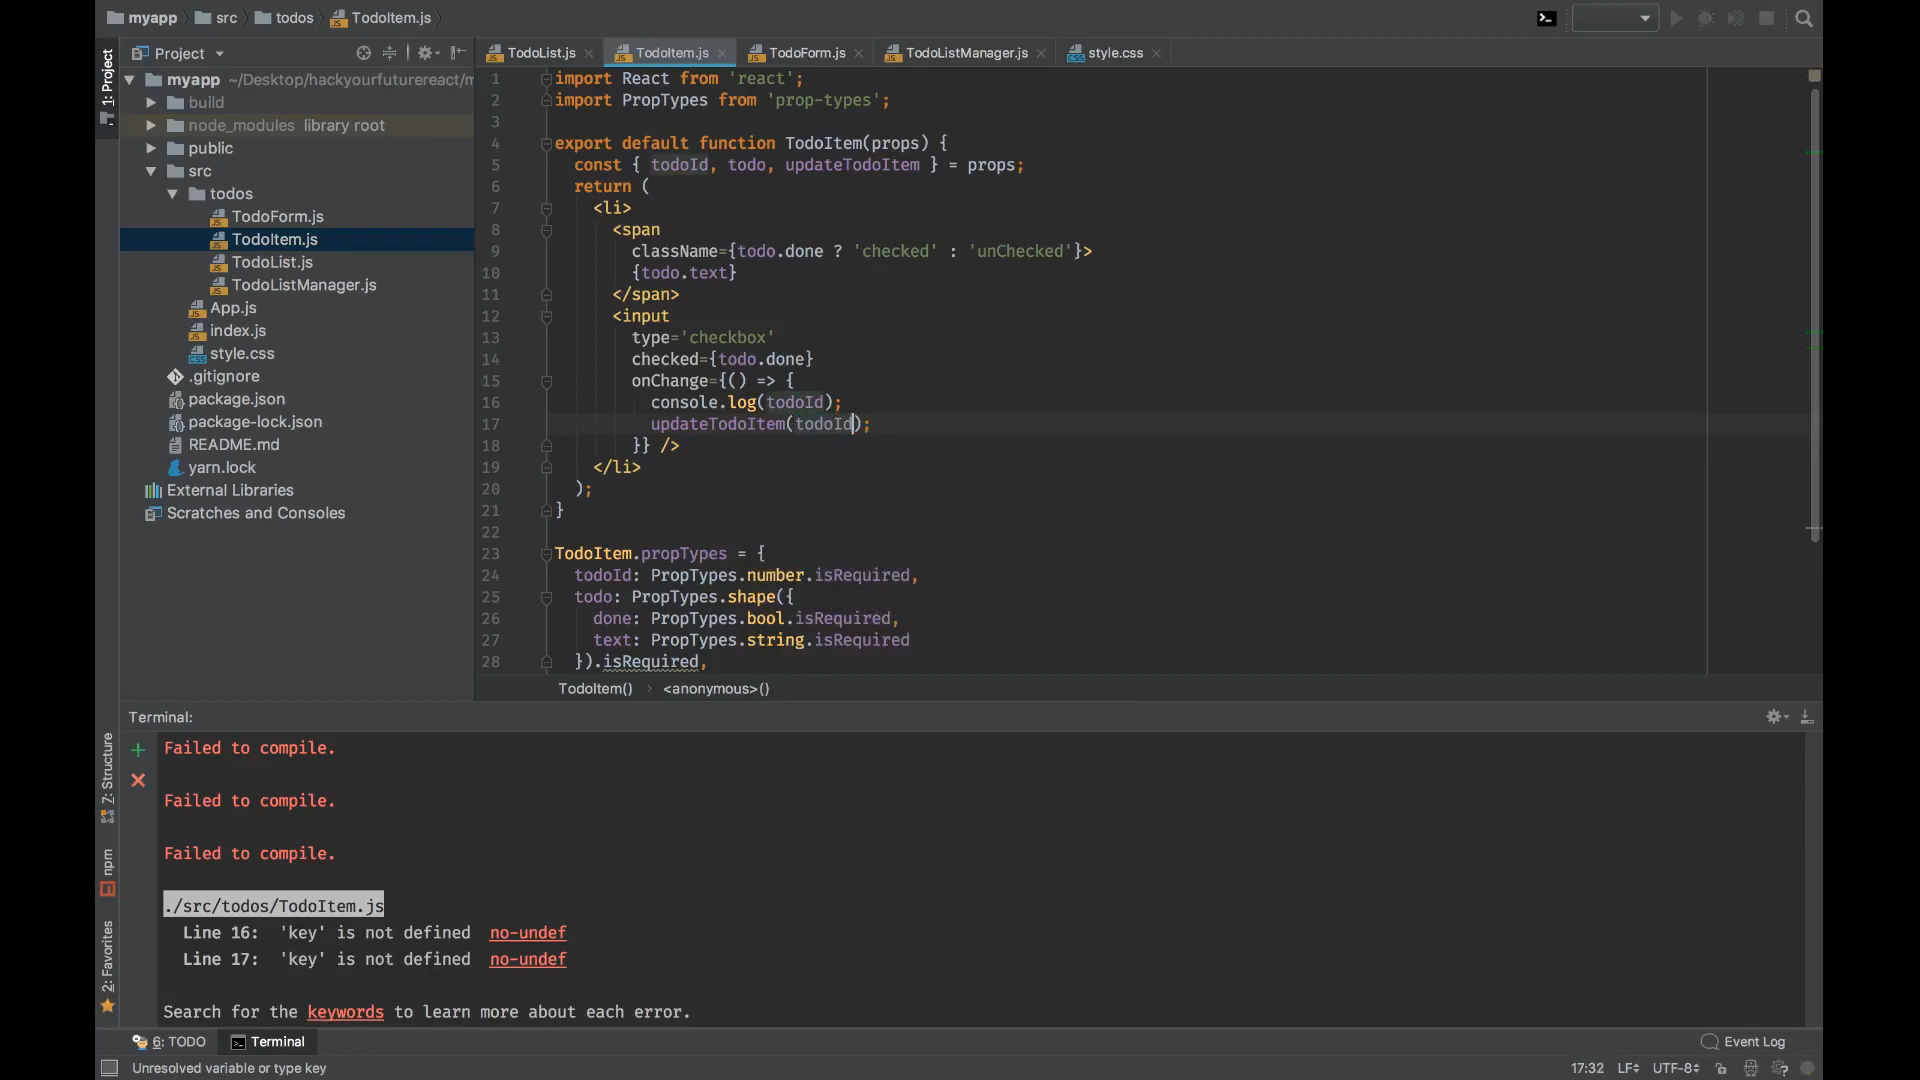 myapp src todos TodoItem.js
1: Project
Project
TodoList.js TodoItem.js TodoForm.js TodoListManager.js style.css
myapp ~/Desktop/hackyourfuturereact/m
build
node_modules library root
public
src
todos
TodoForm.js
TodoItem.js
TodoList.js
TodoListManager.js
App.js
index.js
style.css
.gitignore
package.json
package-lock.json
README.md
yarn.lock
External Libraries
Scratches and Consoles
1 import React from 'react';
2 import PropTypes from 'prop-types';
3
4 export default function TodoItem(props) {
5 const { todoId, todo, updateTodoItem } = props;
6 return (
7 <li>
8 <span
9 className={todo.done ? 'checked' : 'unChecked'}>
10 {todo.text}
11 </span>
12 <input
13 type='checkbox'
14 checked={todo.done}
15 onChange={() => {
16 console.log(todoId);
17 updateTodoItem(todoId);
18 }} />
19 </li>
20 );
21 }
22
23 TodoItem.propTypes = {
24 todoId: PropTypes.number.isRequired,
25 todo: PropTypes.shape({
26 done: PropTypes.bool.isRequired,
27 text: PropTypes.string.isRequired
28 }).isRequired,
TodoItem() <anonymous>()
Terminal:
Failed to compile.
Failed to compile.
Failed to compile.
./src/todos/TodoItem.js
Line 16: 'key' is not defined no-undef
Line 17: 'key' is not defined no-undef
Search for the keywords to learn more about each error.
7: Structure
npm
2: Favorites
6: TODO Terminal Event Log
Unresolved variable or type key 17:32 LF UTF-8